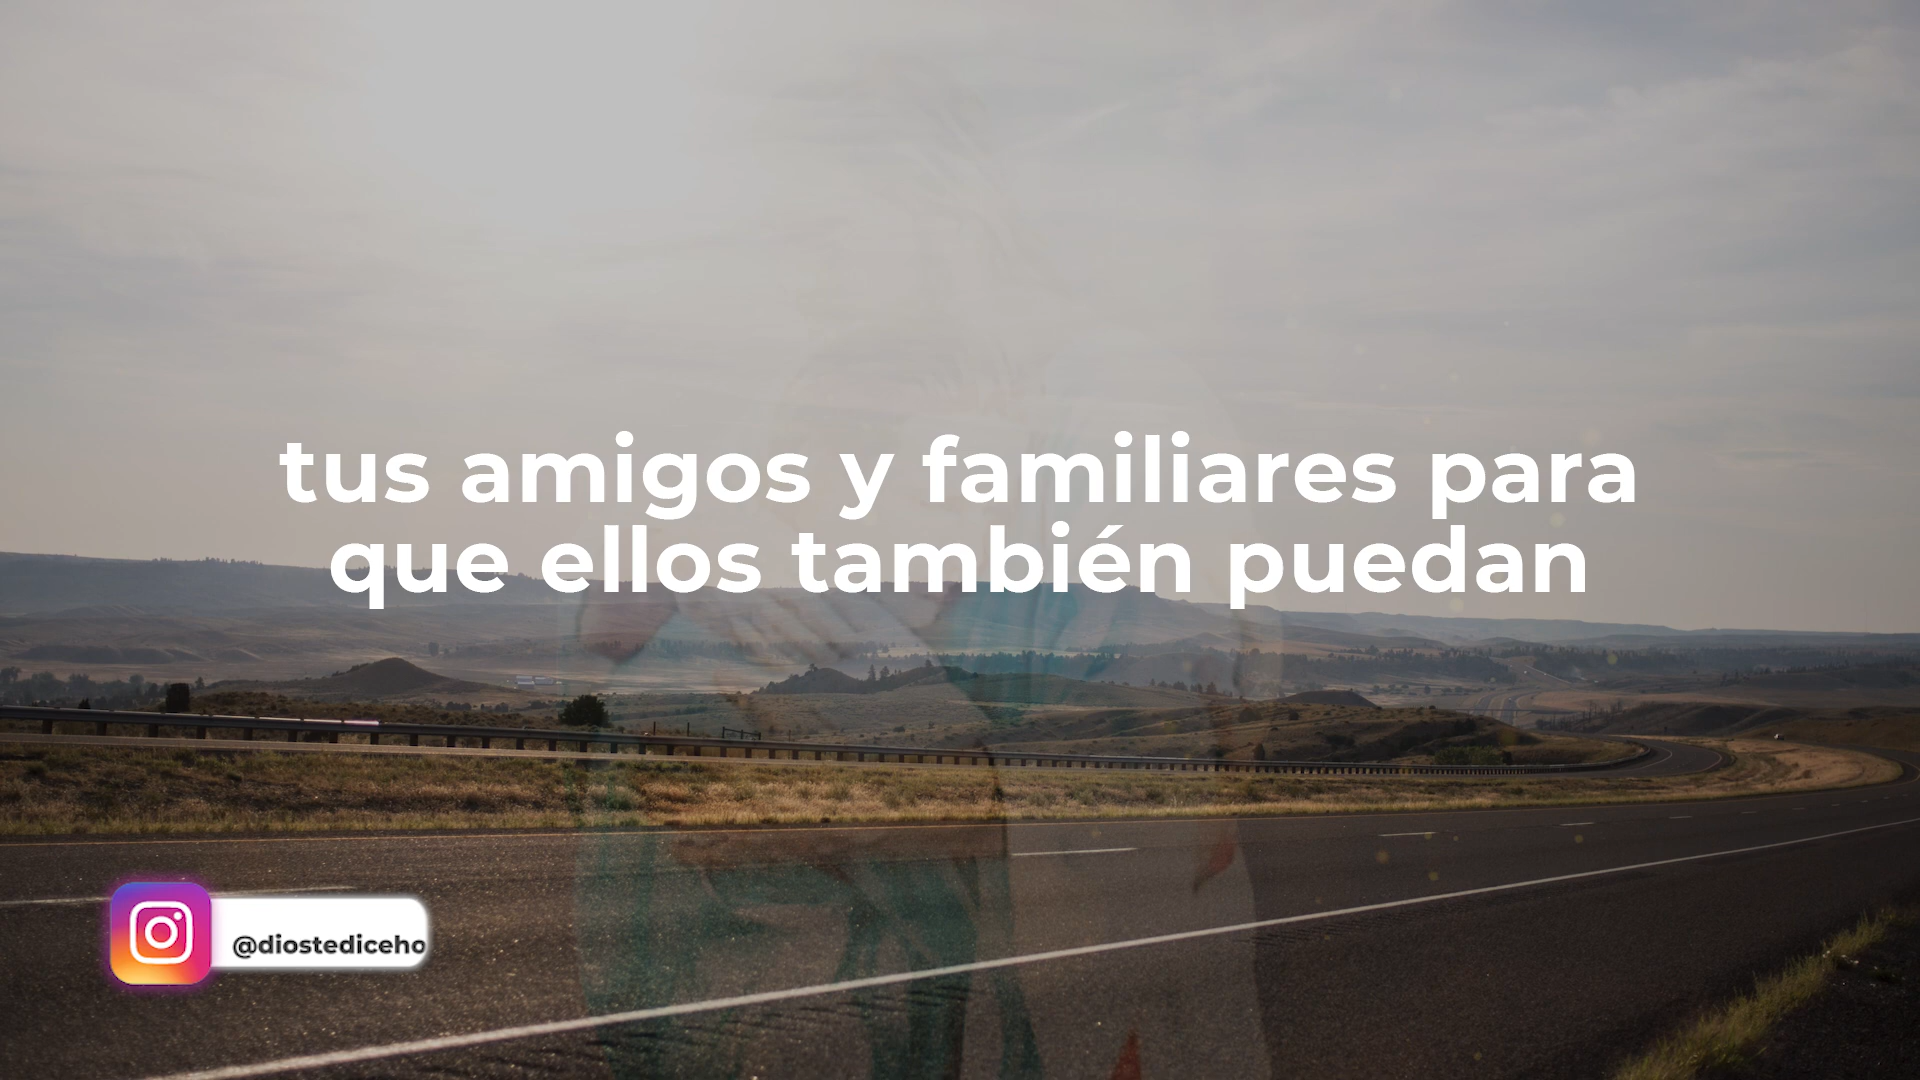 tus amigos y familiares para
que ellos también puedan
@diostediceho